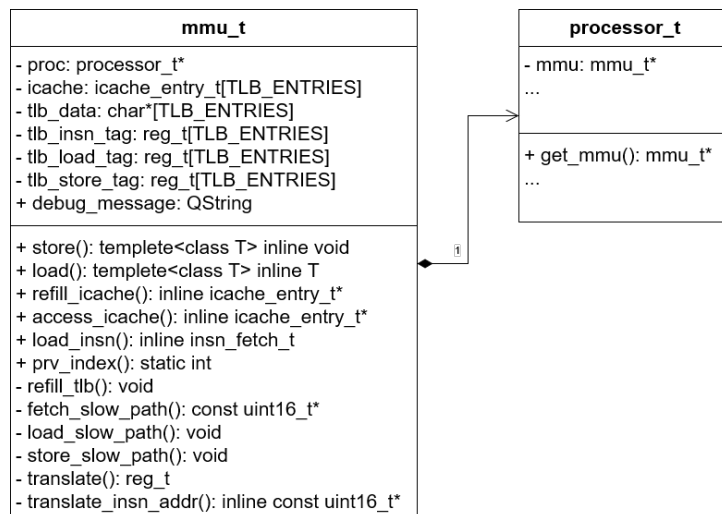 mmu_t
- proc: processor_t*
- icache: icache_entry_t[TLB_ENTRIES]
- tlb_data: char*[TLB_ENTRIES]
- tlb_insn_tag: reg_t[TLB_ENTRIES]
- tlb_load_tag: reg_t[TLB_ENTRIES]
- tlb_store_tag: reg_t[TLB_ENTRIES]
+ debug_message: QString
+ store(): templete<class T> inline void
+ load(): templete<class T> inline T
+ refill_icache(): inline icache_entry_t*
+ access_icache(): inline icache_entry_t*
+ load_insn(): inline insn_fetch_t
+ prv_index(): static int
- refill_tlb(): void
- fetch_slow_path(): const uint16_t*
- load_slow_path(): void
- store_slow_path(): void
- translate(): reg_t
- translate_insn_addr(): inline const uint16_t*
1
processor_t
- mmu: mmu_t*
...
+ get_mmu(): mmu_t*
...